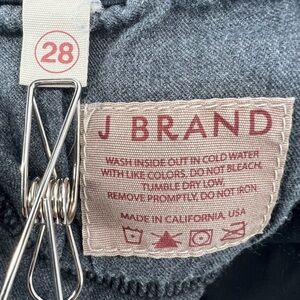 28
J BRAND
WASH INSIDE OUT IN COLD WATER
WITH LIKE COLORS, DO NOT BLEACH,
TUMBLE DRY LOW,
REMOVE PROMPTLY, DO NOT IRON.
MADE IN CALIFORNIA, USA